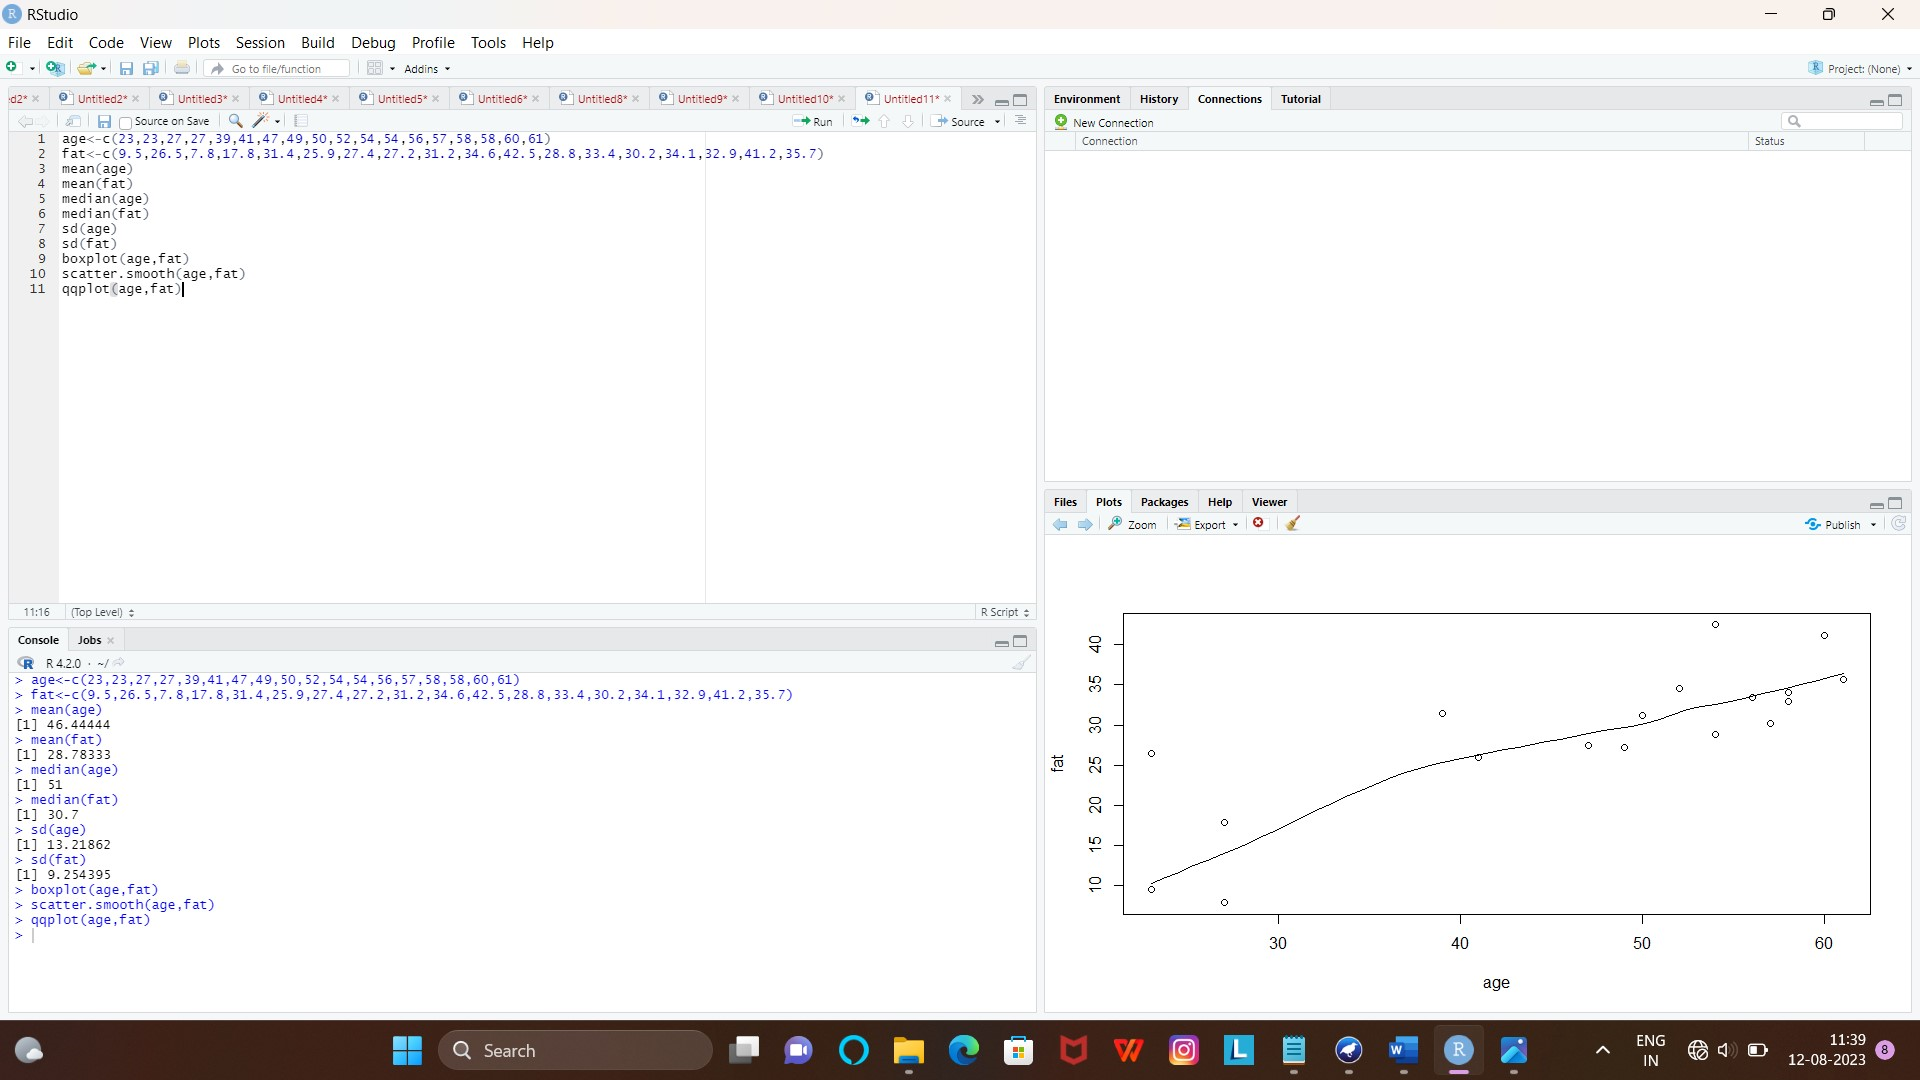 RStudio
File Edit Code View Plots Session Build Debug Profile Tools Help
Go to file/function Addins Project: (None)
ed2* Untitled2* Untitled3* Untitled4* Untitled5* Untitled6* Untitled8* Untitled9* Untitled10* Untitled11*
Source on Save Run Source
1 age<-c(23,23,27,27,39,41,47,49,50,52,54,54,56,57,58,58,60,61)
2 fat<-c(9.5,26.5,7.8,17.8,31.4,25.9,27.4,27.2,31.2,34.6,42.5,28.8,33.4,30.2,34.1,32.9,41.2,35.7)
3 mean(age)
4 mean(fat)
5 median(age)
6 median(fat)
7 sd(age)
8 sd(fat)
9 boxplot(age,fat)
10 scatter.smooth(age,fat)
11 qqplot(age,fat)
11:16 (Top Level) R Script
Console Jobs
R 4.2.0 · ~/
> age<-c(23,23,27,27,39,41,47,49,50,52,54,54,56,57,58,58,60,61)
> fat<-c(9.5,26.5,7.8,17.8,31.4,25.9,27.4,27.2,31.2,34.6,42.5,28.8,33.4,30.2,34.1,32.9,41.2,35.7)
> mean(age)
[1] 46.44444
> mean(fat)
[1] 28.78333
> median(age)
[1] 51
> median(fat)
[1] 30.7
> sd(age)
[1] 13.21862
> sd(fat)
[1] 9.254395
> boxplot(age,fat)
> scatter.smooth(age,fat)
> qqplot(age,fat)
>
Environment History Connections Tutorial
New Connection
Connection Status
Files Plots Packages Help Viewer
Zoom Export Publish
40
35
30
25
20
15
10
fat
30 40 50 60
age
Search
ENG
IN
11:39
12-08-2023
8